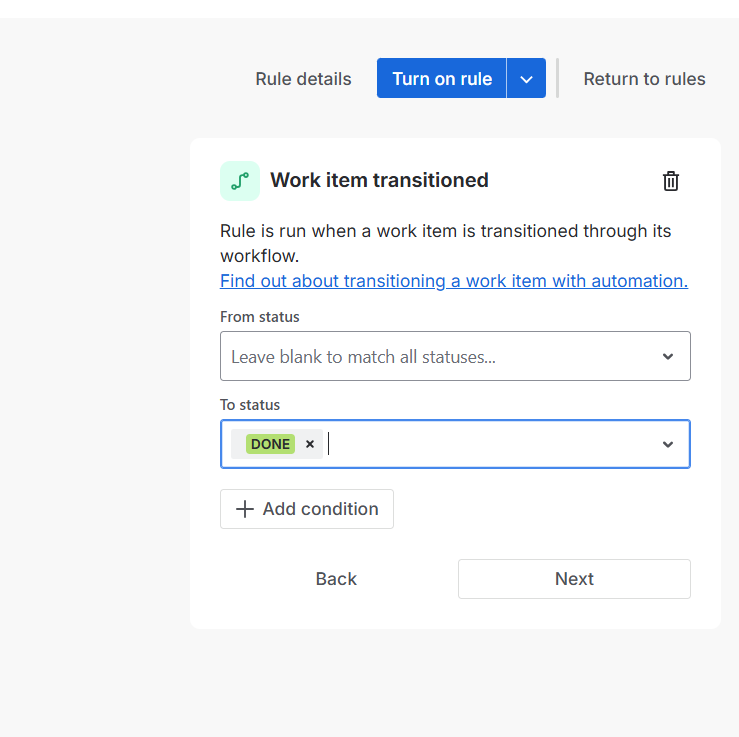 Rule details
Turn on rule
Return to rules
Work item transitioned
Rule is run when a work item is transitioned through its
workflow.
Find out about transitioning a work item with automation.
From status
Leave blank to match all statuses...
To status
DONE ×
+ Add condition
Back
Next